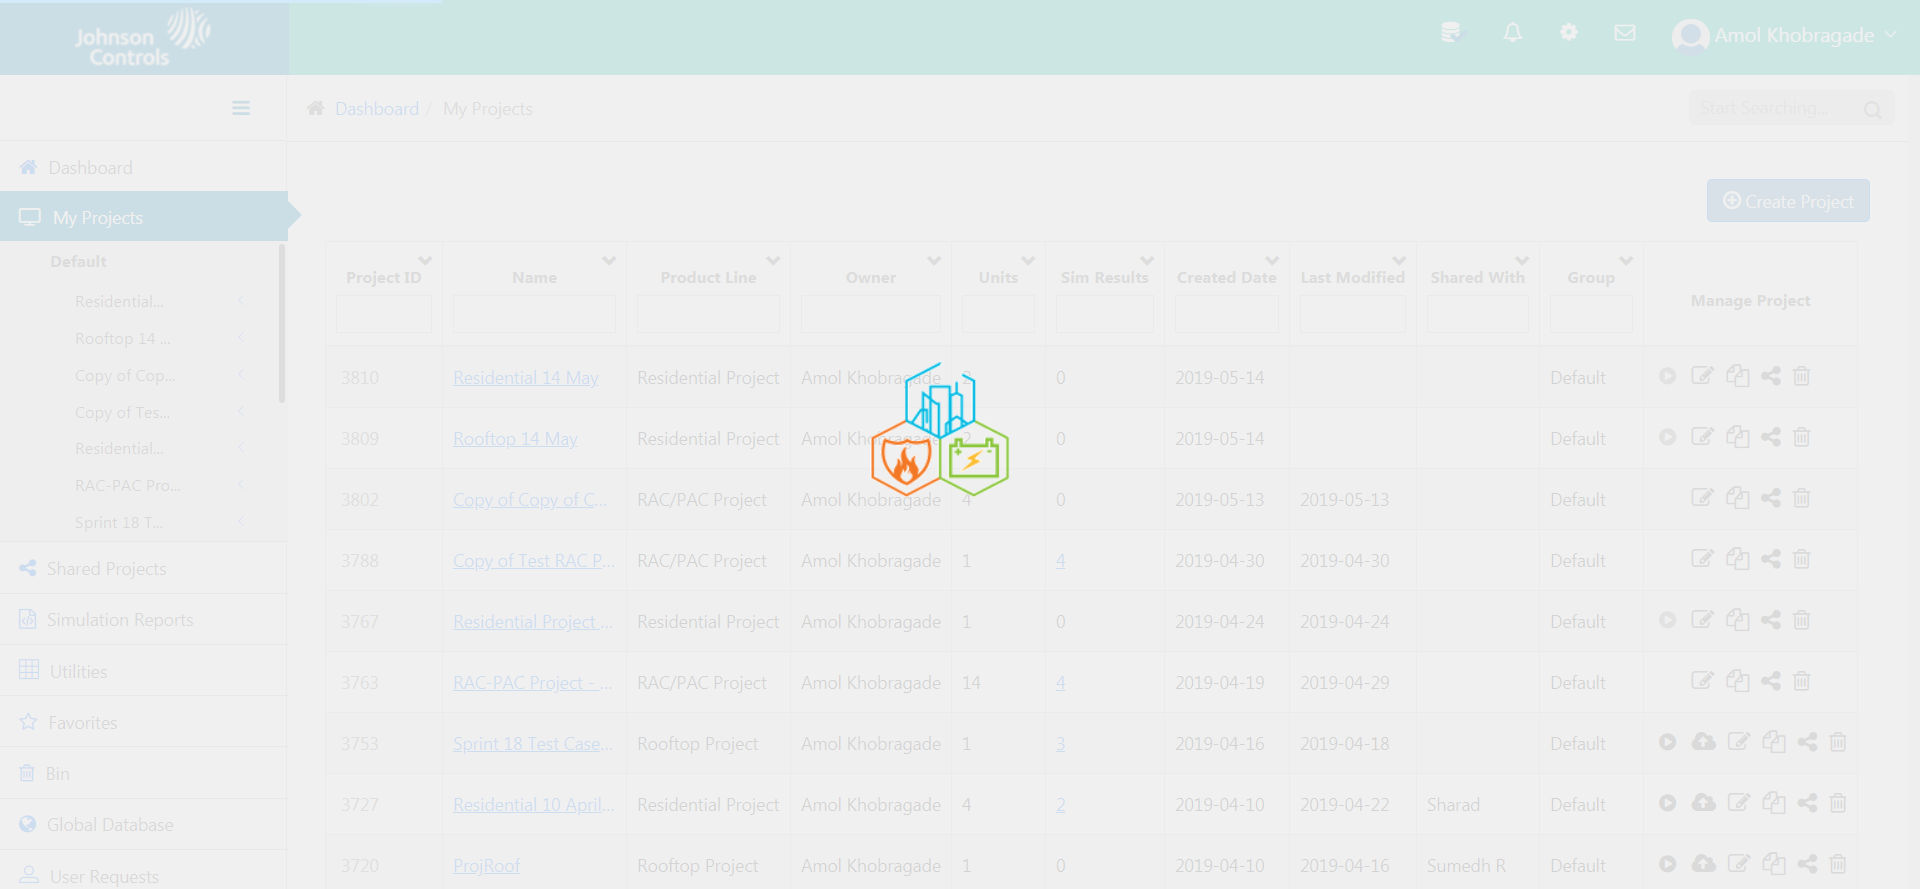 Johnson
Controls
Amol Khobragade
Dashboard / My Projects
Start Searching...
Dashboard
My Projects
Default
Residential...
Rooftop 14 ...
Copy of Cop...
Copy of Tes...
Residential...
RAC-PAC Pro...
Sprint 18 T...
Shared Projects
Simulation Reports
Utilities
Favorites
Bin
Global Database
User Requests
Create Project
Project ID Name Product Line Owner Units Sim Results Created Date Last Modified Shared With Group Manage Project
3810 Residential 14 May Residential Project Amol Khobragade 2 0 2019-05-14 Default
3809 Rooftop 14 May Residential Project Amol Khobragade 2 0 2019-05-14 Default
3802 Copy of Copy of C... RAC/PAC Project Amol Khobragade 4 0 2019-05-13 2019-05-13 Default
3788 Copy of Test RAC P... RAC/PAC Project Amol Khobragade 1 4 2019-04-30 2019-04-30 Default
3767 Residential Project ... Residential Project Amol Khobragade 1 0 2019-04-24 2019-04-24 Default
3763 RAC-PAC Project - ... RAC/PAC Project Amol Khobragade 14 4 2019-04-19 2019-04-29 Default
3753 Sprint 18 Test Case... Rooftop Project Amol Khobragade 1 3 2019-04-16 2019-04-18 Default
3727 Residential 10 April... Residential Project Amol Khobragade 4 2 2019-04-10 2019-04-22 Sharad Default
3720 ProjRoof Rooftop Project Amol Khobragade 1 0 2019-04-10 2019-04-16 Sumedh R Default